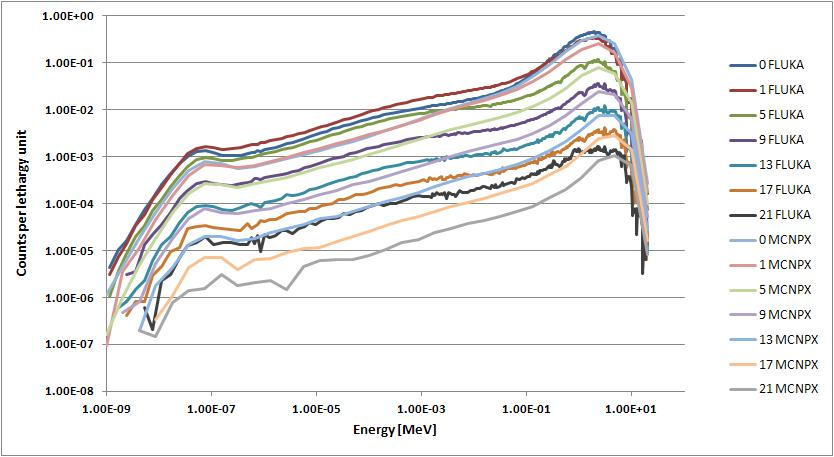 1.00E+00
1.00E-01
1.00E-02
1.00E-03
1.00E-04
1.00E-05
1.00E-06
1.00E-07
1.00E-08
Counts per lethargy unit
1.00E-09 1.00E-07 1.00E-05 1.00E-03 1.00E-01 1.00E+01
Energy [MeV]
0 FLUKA
1 FLUKA
5 FLUKA
9 FLUKA
13 FLUKA
17 FLUKA
21 FLUKA
0 MCNPX
1 MCNPX
5 MCNPX
9 MCNPX
13 MCNPX
17 MCNPX
21 MCNPX